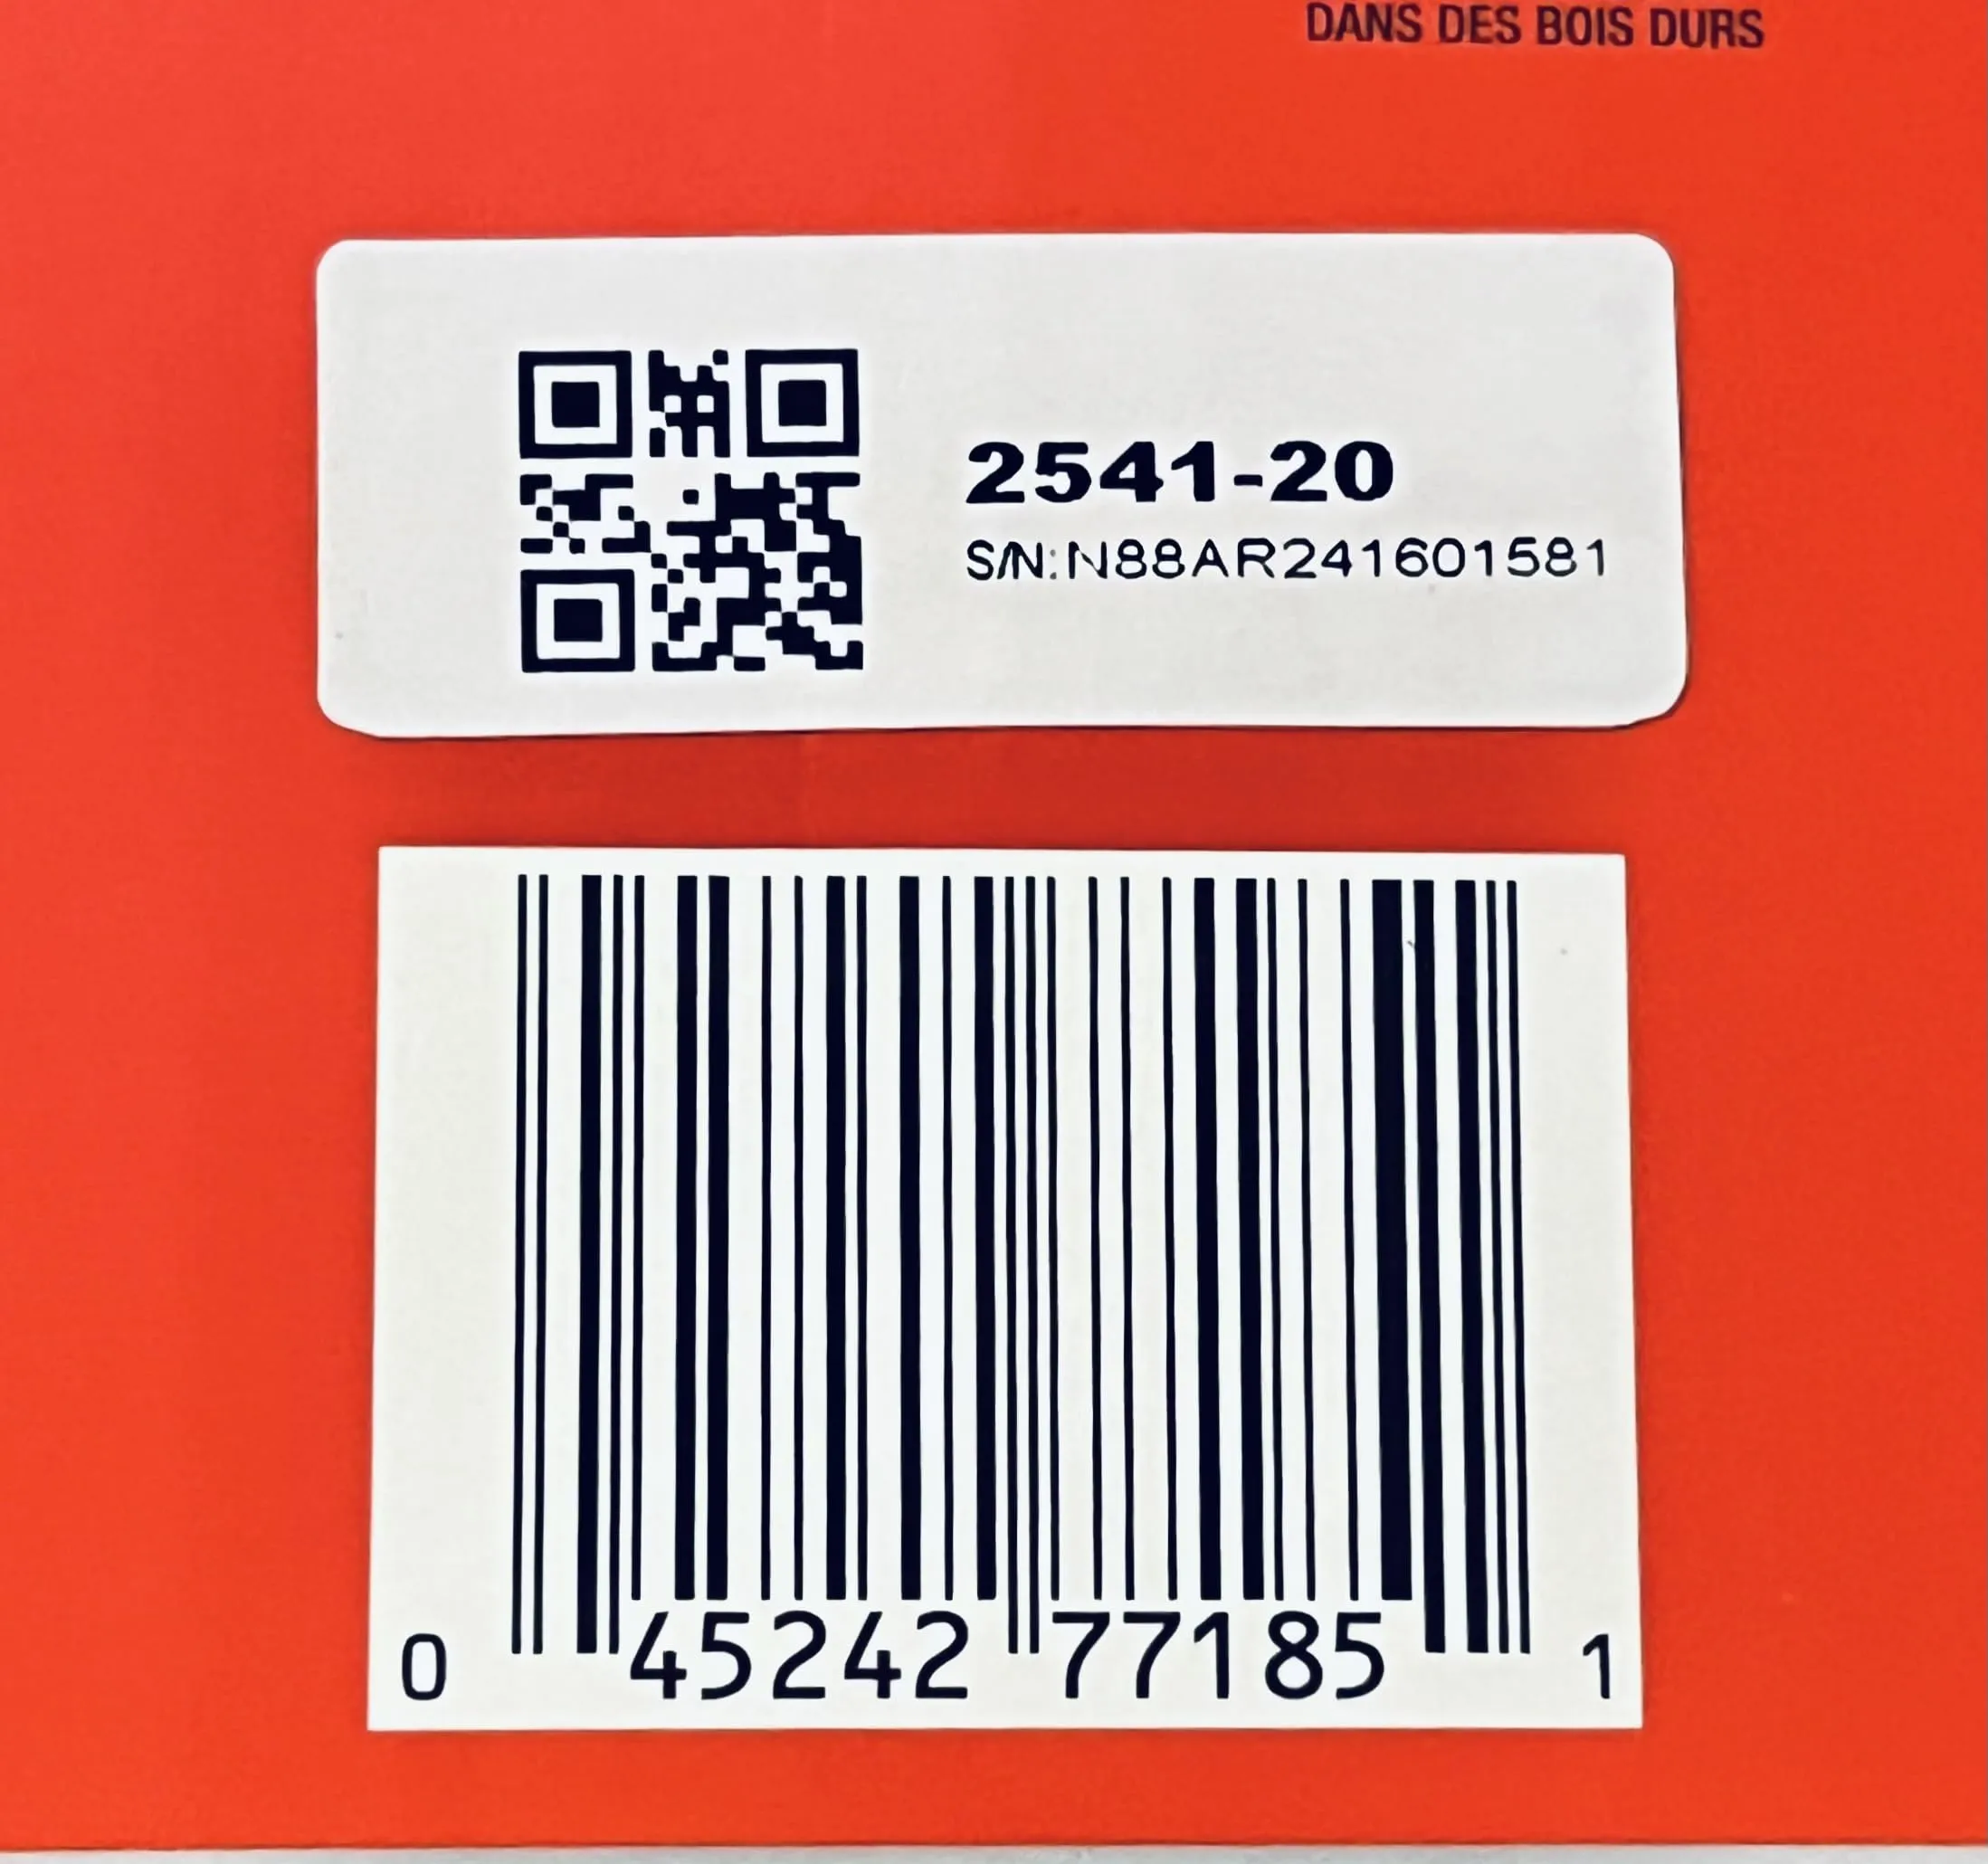 DANS DES BOIS DURS
2541-20
S/N:N88AR241601581
0 45242 77185 1